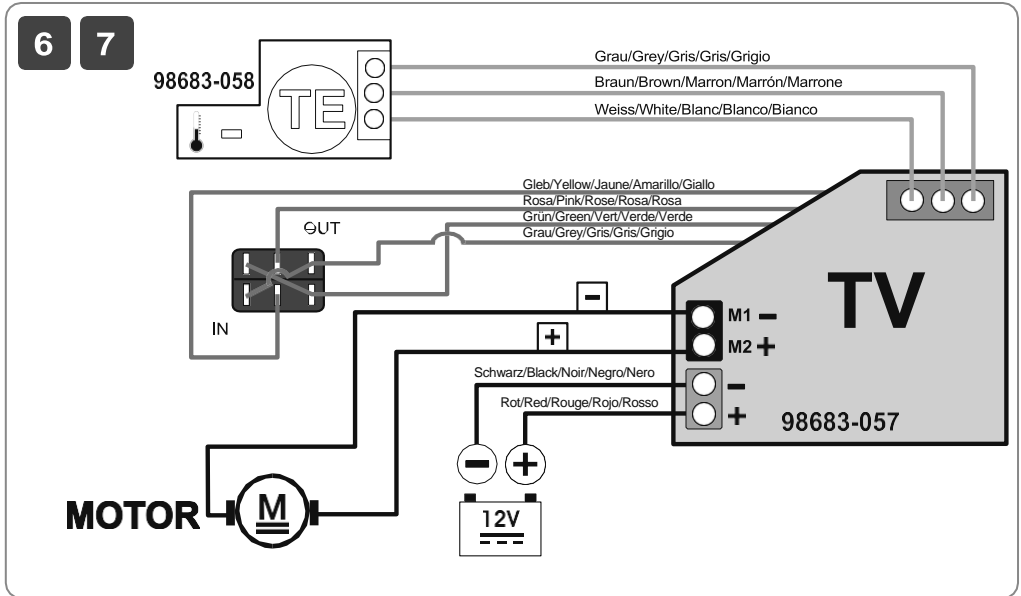 6 7
98683-058
TE
Grau/Grey/Gris/Gris/Grigio
Braun/Brown/Marron/Marrón/Marrone
Weiss/White/Blanc/Blanco/Bianco
Gleb/Yellow/Jaune/Amarillo/Giallo
Rosa/Pink/Rose/Rosa/Rosa
Grün/Green/Vert/Verde/Verde
Grau/Grey/Gris/Gris/Grigio
OUT
IN
TV
-
M1 -
+
M2 +
Schwarz/Black/Noir/Negro/Nero
-
Rot/Red/Rouge/Rojo/Rosso
+
98683-057
- +
MOTOR
M
12V